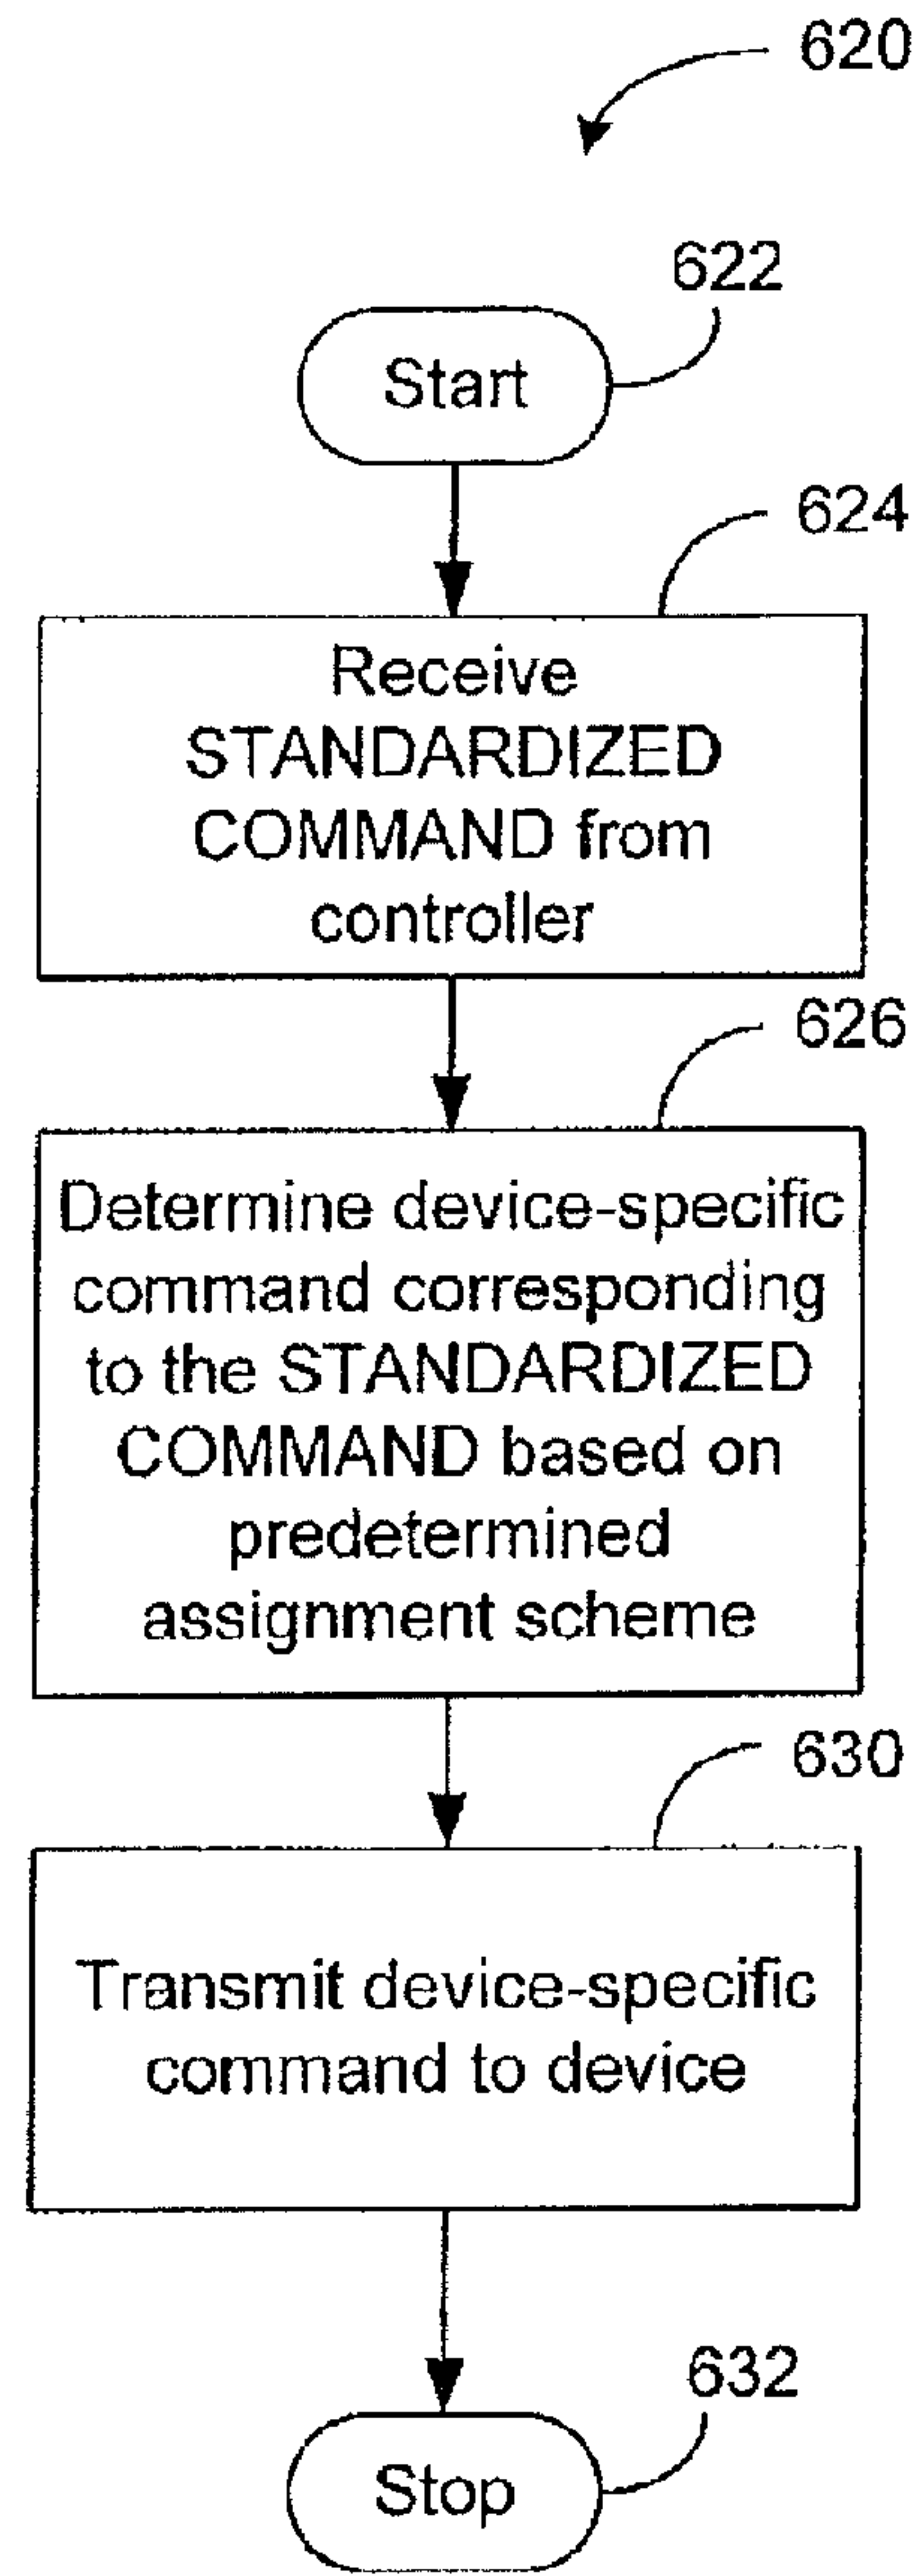 620
622
Start
624
Receive
STANDARDIZED
COMMAND from
controller
626
Determine device-specific
command corresponding
to the STANDARDIZED
COMMAND based on
predetermined
assignment scheme
630
Transmit device-specific
command to device
632
Stop